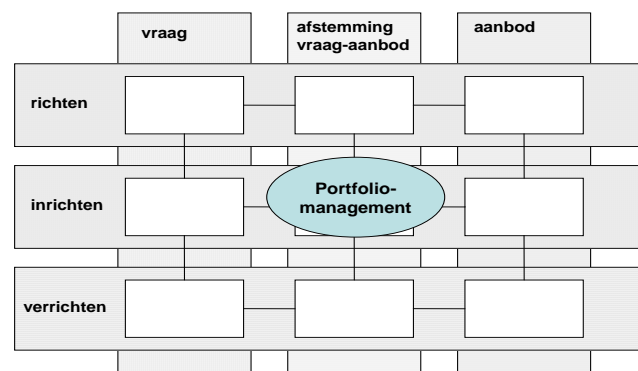 vraag
afstemming
vraag-aanbod
aanbod
richten
inrichten
Portfolio-
management
verrichten